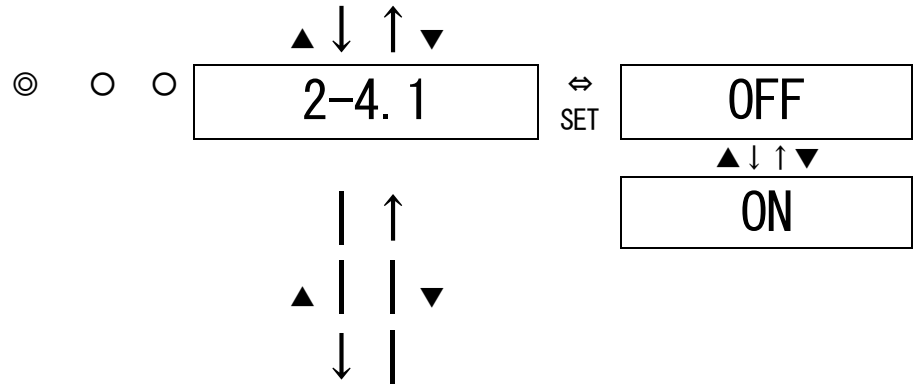 ▲ ↓ ↑ ▼
◎ ○ ○ 2-4. 1 ⇔ OFF
SET
▲↓↑▼
ON
▲ ↓ ↑ ▼